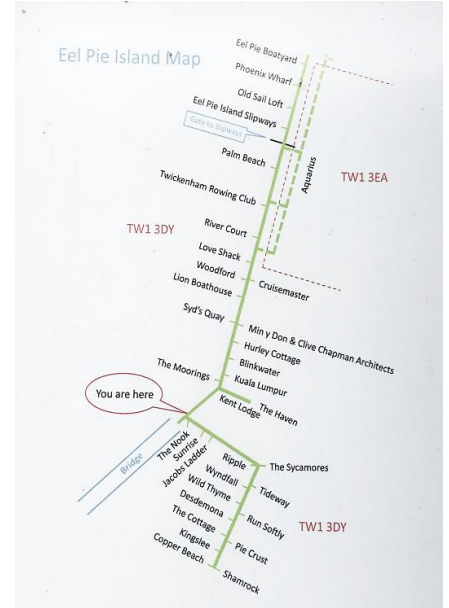 Eel Pie Island Map
Eel Pie Boatyard
Phoenix Wharf
Old Sail Loft
Eel Pie Island Slipways
Gate to Slipways
Palm Beach
Aquarius
TW1 3EA
Twickenham Rowing Club
TW1 3DY
River Court
Love Shack
Woodford
Cruisemaster
Lion Boathouse
Syd's Quay
Min y Don & Clive Chapman Architects
Hurley Cottage
Blinkwater
The Moorings
Kuala Lumpur
You are here
Kent Lodge
The Haven
Bridge
The Nook
Sunrise
Jacobs Ladder
Ripple
The Sycamores
Wyndfall
Tideway
Wild Thyme
Desdemona
Run Softly
TW1 3DY
The Cottage
Kingslee
Pie Crust
Copper Beach
Shamrock